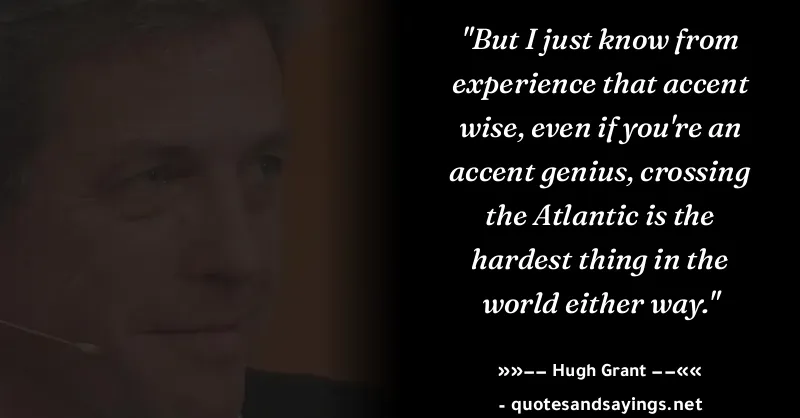 "But I just know from
experience that accent
wise, even if you're an
accent genius, crossing
the Atlantic is the
hardest thing in the
world either way."
»»−− Hugh Grant −−««
- quotesandsayings.net